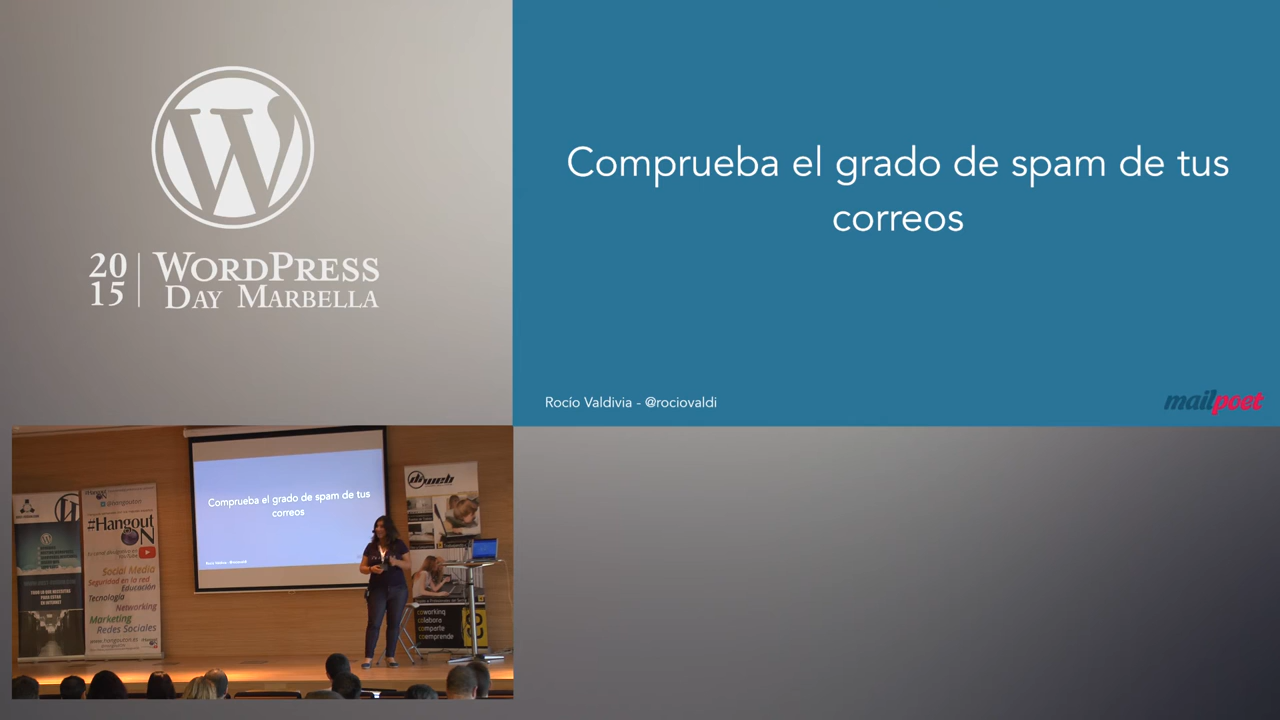 20
15
WORDPRESS
DAY MARBELLA
Comprueba el grado de spam de tus
correos
Rocío Valdivia - @rociovaldi
mailpoet
Comprueba el grado de spam de tus
correos
#Hangout
ON
Social Media
Seguridad en la red
Educación
Tecnología
Networking
Marketing
Redes Sociales
diweb
coworking
colabora
comparte
coemprende